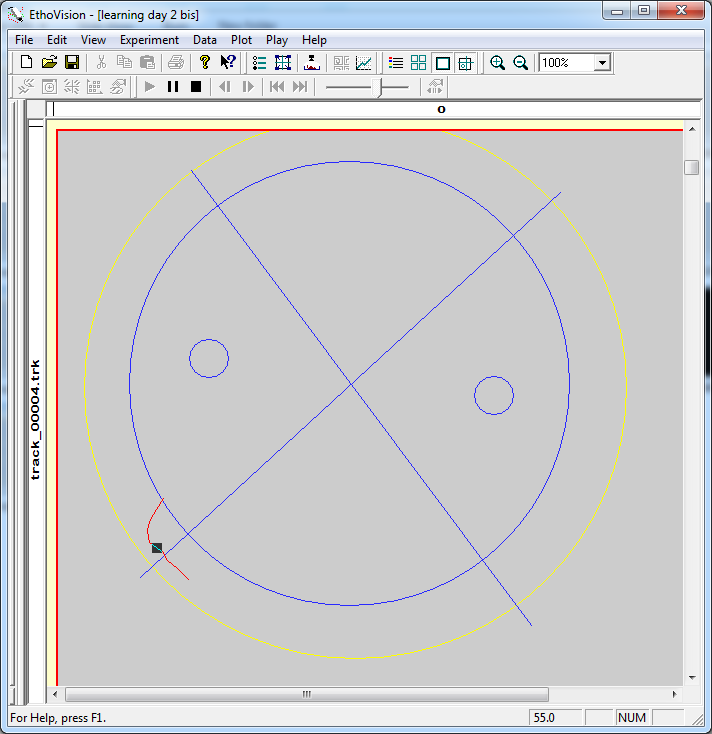 EthoVision - [learning day 2 bis]
File Edit View Experiment Data Plot Play Help
100%
0
track_00004.trk
For Help, press F1.
55.0
NUM